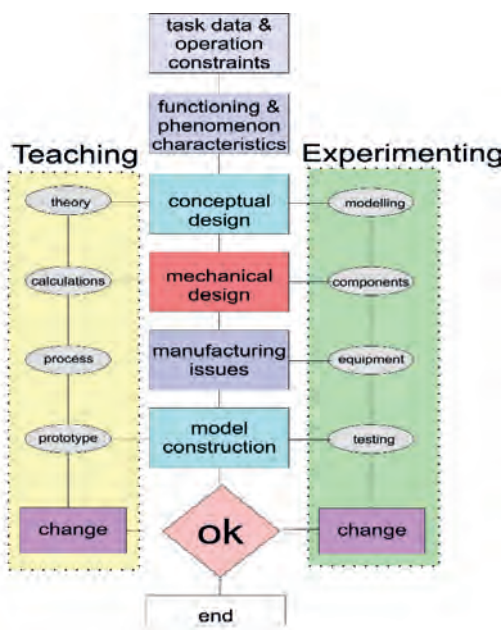 task data &
operation
constraints
functioning &
phenomenon
characteristics
Teaching
Experimenting
theory
conceptual
design
modelling
calculations
mechanical
design
components
process
manufacturing
issues
equipment
prototype
model
construction
testing
change
ok
change
end